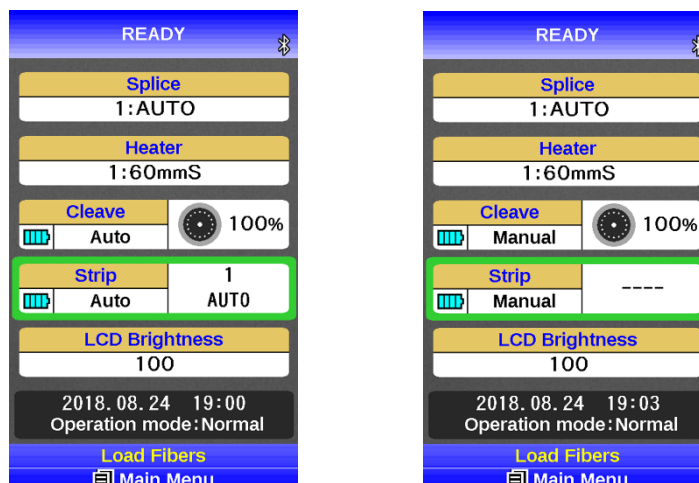 READY
Splice
1:AUTO
Heater
1:60mmS
Cleave
Auto
100%
Strip
Auto
1
AUTO
LCD Brightness
100
2018.08.24 19:00
Operation mode:Normal
Load Fibers
Main Menu
READY
Splice
1:AUTO
Heater
1:60mmS
Cleave
Manual
100%
Strip
Manual
----
LCD Brightness
100
2018.08.24 19:03
Operation mode:Normal
Load Fibers
Main Menu